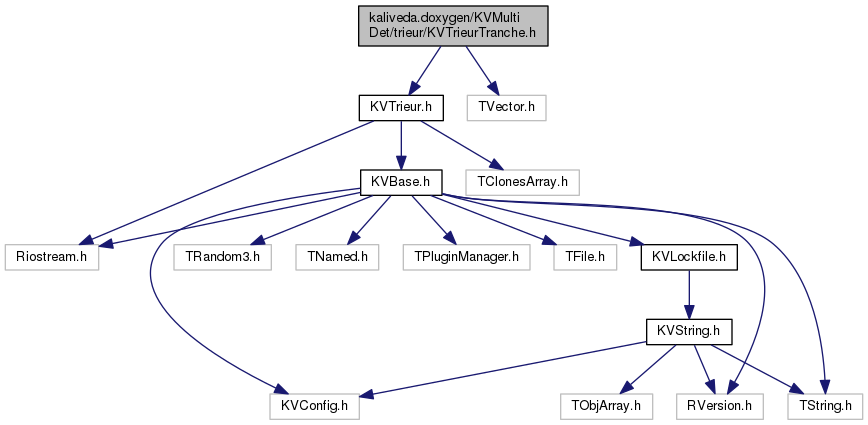 kaliveda.doxygen/KVMulti
Det/trieur/KVTrieurTranche.h
KVTrieur.h
TVector.h
KVBase.h
TClonesArray.h
Riostream.h
TRandom3.h
TNamed.h
TPluginManager.h
TFile.h
KVLockfile.h
KVString.h
KVConfig.h
TObjArray.h
RVersion.h
TString.h